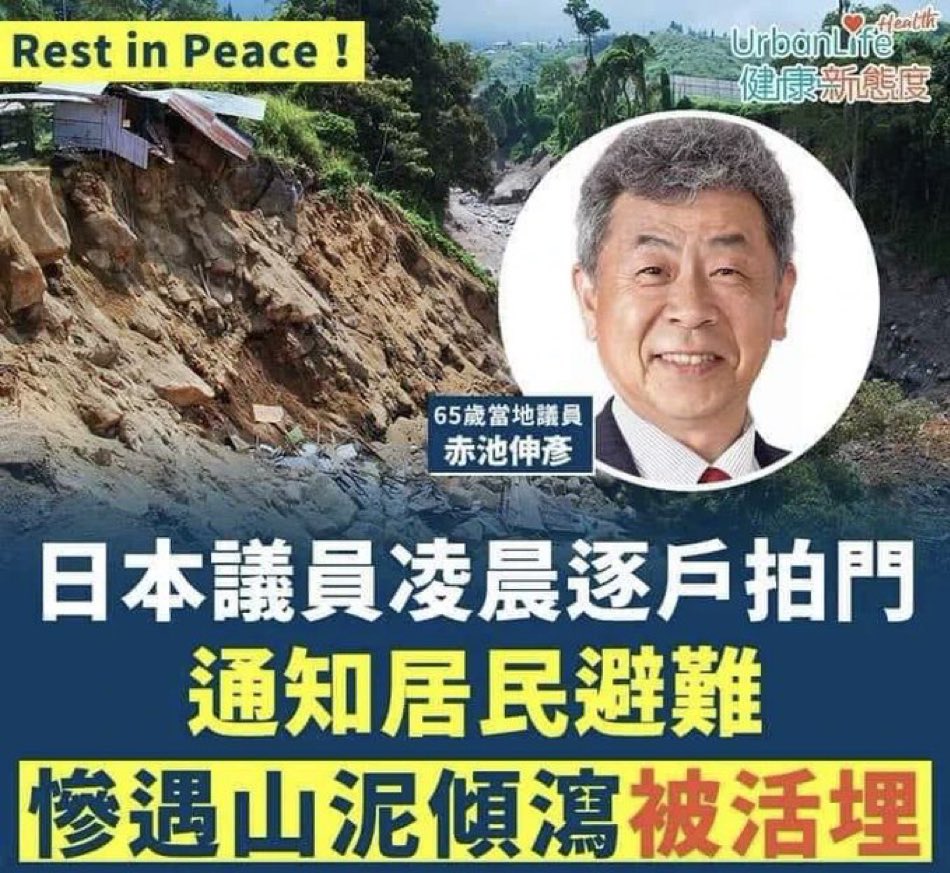 Rest in Peace！
Health
UrbanLife
健康新態度
65歲當地議員
赤池伸彥
日本議員凌晨逐戶拍門
通知居民避難
慘遇山泥傾瀉被活埋